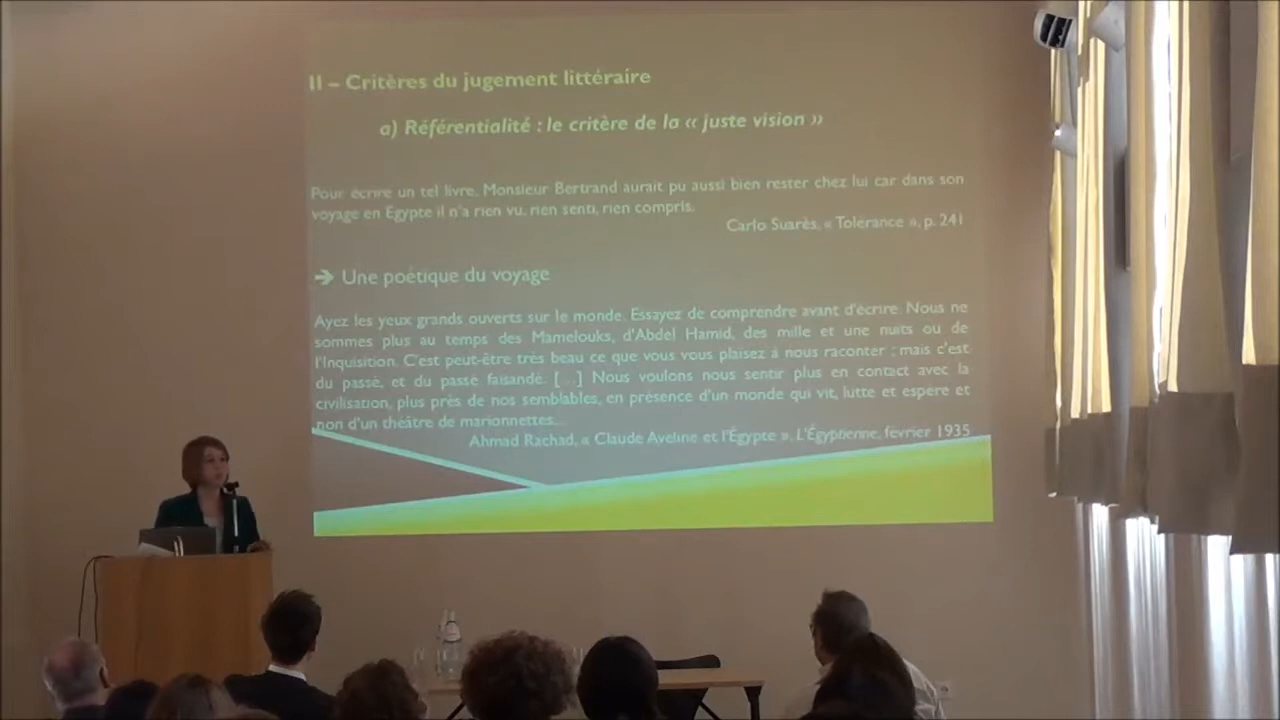 II – Critères du jugement littéraire
a) Référentialité : le critère de la « juste vision »
Pour écrire un tel livre, Monsieur Bertrand aurait pu aussi bien rester chez lui car dans son
voyage en Egypte il n'a rien vu, rien senti, rien compris.
Carlo Suarès, « Tolerance », p. 241
➔ Une poétique du voyage
Ayez les yeux grands ouverts sur le monde. Essayez de comprendre avant d'écrire. Nous ne
sommes plus au temps des Mamelouks, d'Abdel Hamid, des mille et une nuits ou de
l'Inquisition. C'est peut-être très beau ce que vous vous plaisez à nous raconter ; mais c'est
du passé, et du passe faisandé. [...] Nous voulons nous sentir plus en contact avec la
civilisation, plus près de nos semblables, en présence d'un monde qui vit, lutte et espère et
non d'un théâtre de marionnettes...
Ahmad Rachad, « Claude Aveline et l'Égypte », L'Égyptienne, février 1935